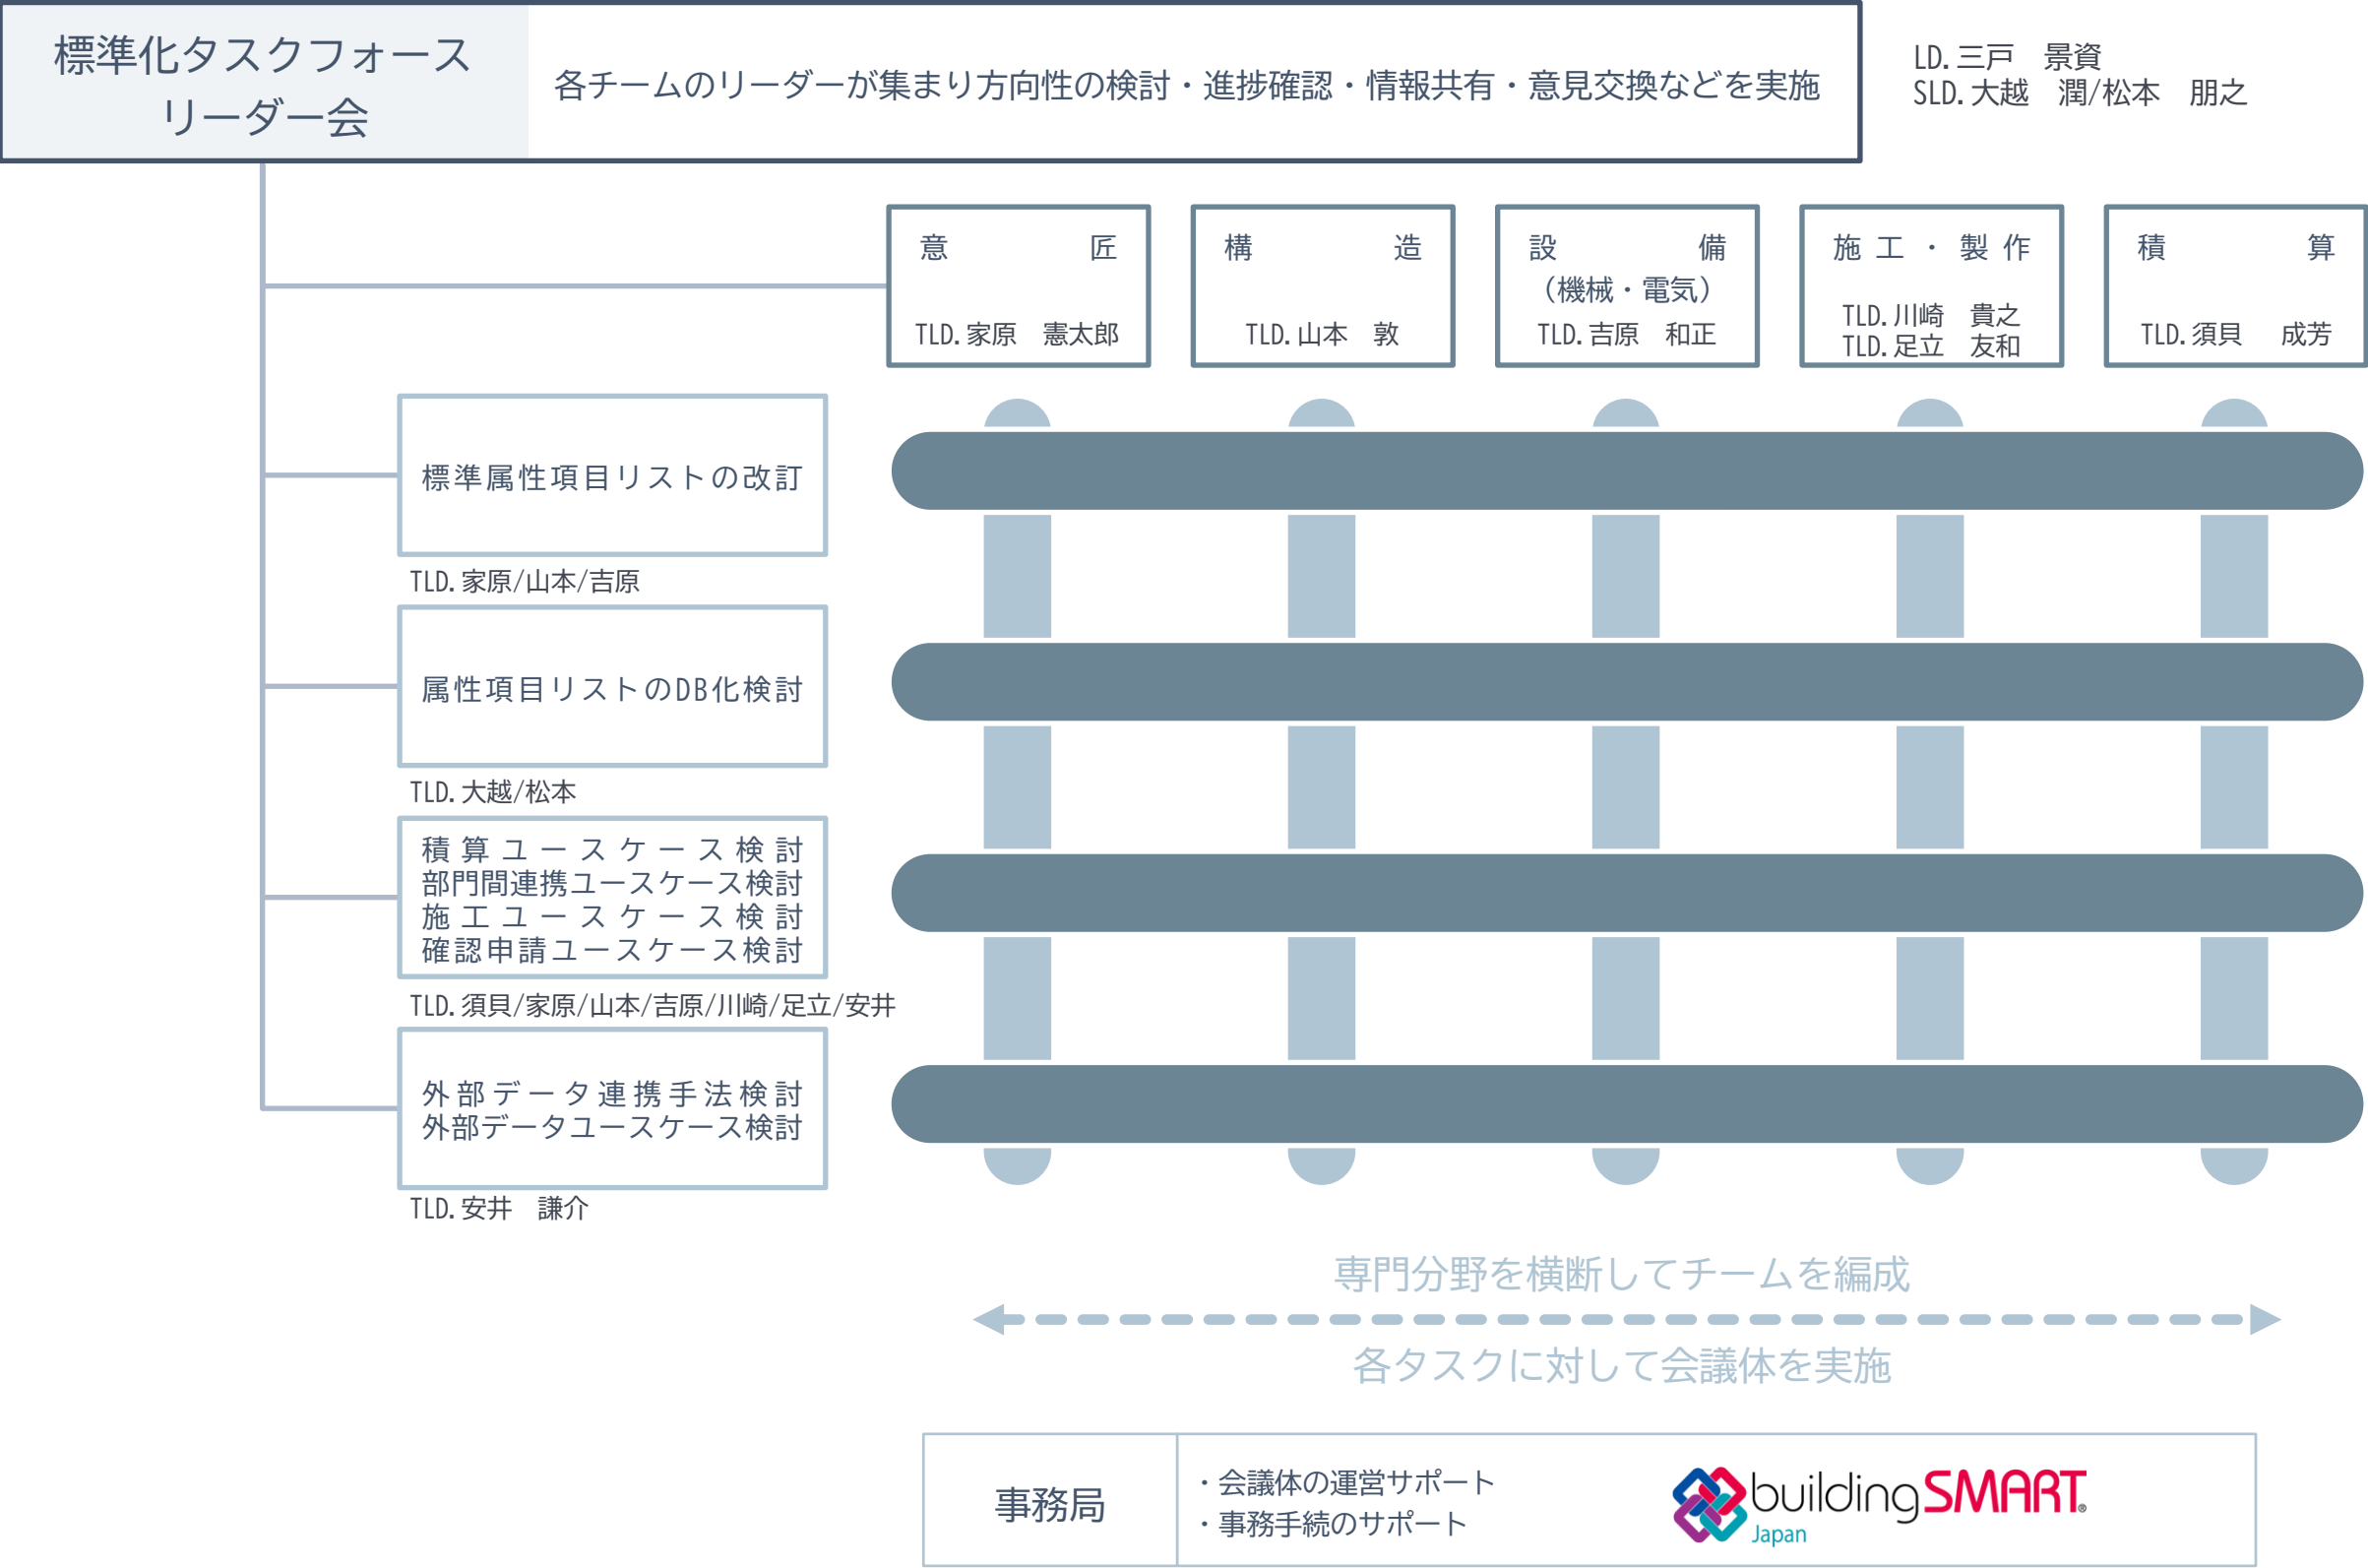 標準化タスクフォース
リーダー会
各チームのリーダーが集まり方向性の検討・進捗確認・情報共有・意見交換などを実施
LD.三戸　景資
SLD.大越　潤/松本　朋之
意匠
TLD.家原　憲太郎
構造
TLD.山本　敦
設備
（機械・電気）
TLD.吉原　和正
施工・製作
TLD.川崎　貴之
TLD.足立　友和
積算
TLD.須貝　成芳
標準属性項目リストの改訂
TLD.家原/山本/吉原
属性項目リストのDB化検討
TLD.大越/松本
積算ユースケース検討
部門間連携ユースケース検討
施工ユースケース検討
確認申請ユースケース検討
TLD.須貝/家原/山本/吉原/川崎/足立/安井
外部データ連携手法検討
外部データユースケース検討
TLD.安井　謙介
専門分野を横断してチームを編成
各タスクに対して会議体を実施
事務局
・会議体の運営サポート
・事務手続のサポート
buildingSMART®
Japan